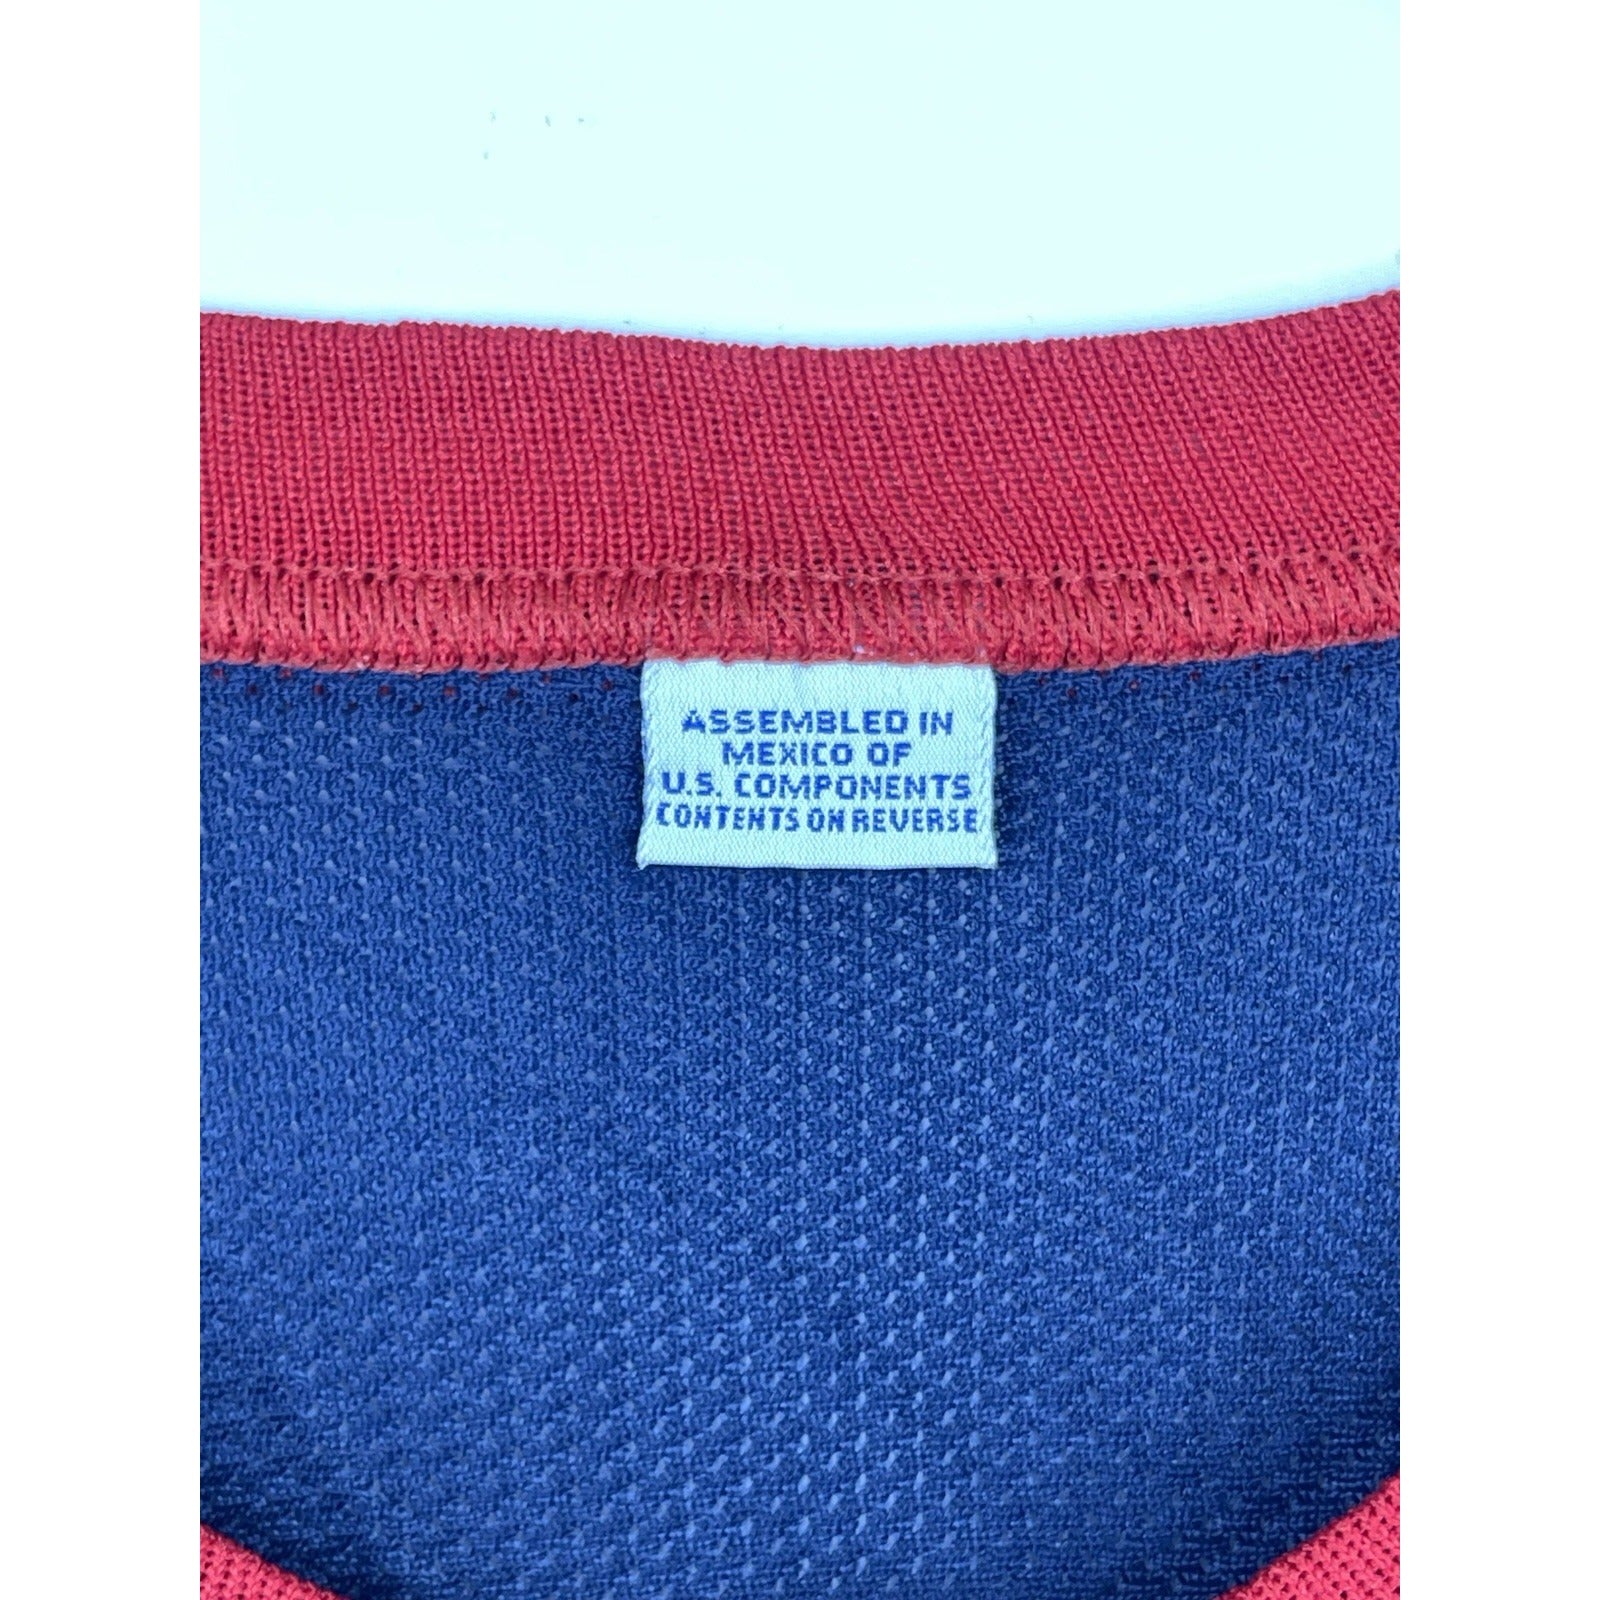 ASSEMBLED IN
MEXICO OF
U.S. COMPONENTS
CONTENTS ON REVERSE